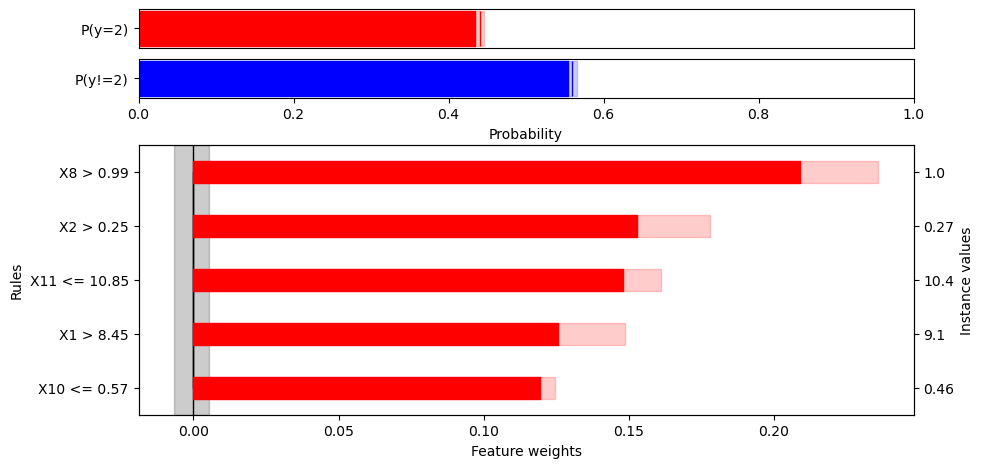 P(y=2)
P(y!=2)
0.0 0.2 0.4 0.6 0.8 1.0
Probability
X8 > 0.99 1.0
X2 > 0.25 0.27
X11 <= 10.85 10.4
X1 > 8.45 9.1
X10 <= 0.57 0.46
Rules
Instance values
0.00 0.05 0.10 0.15 0.20
Feature weights